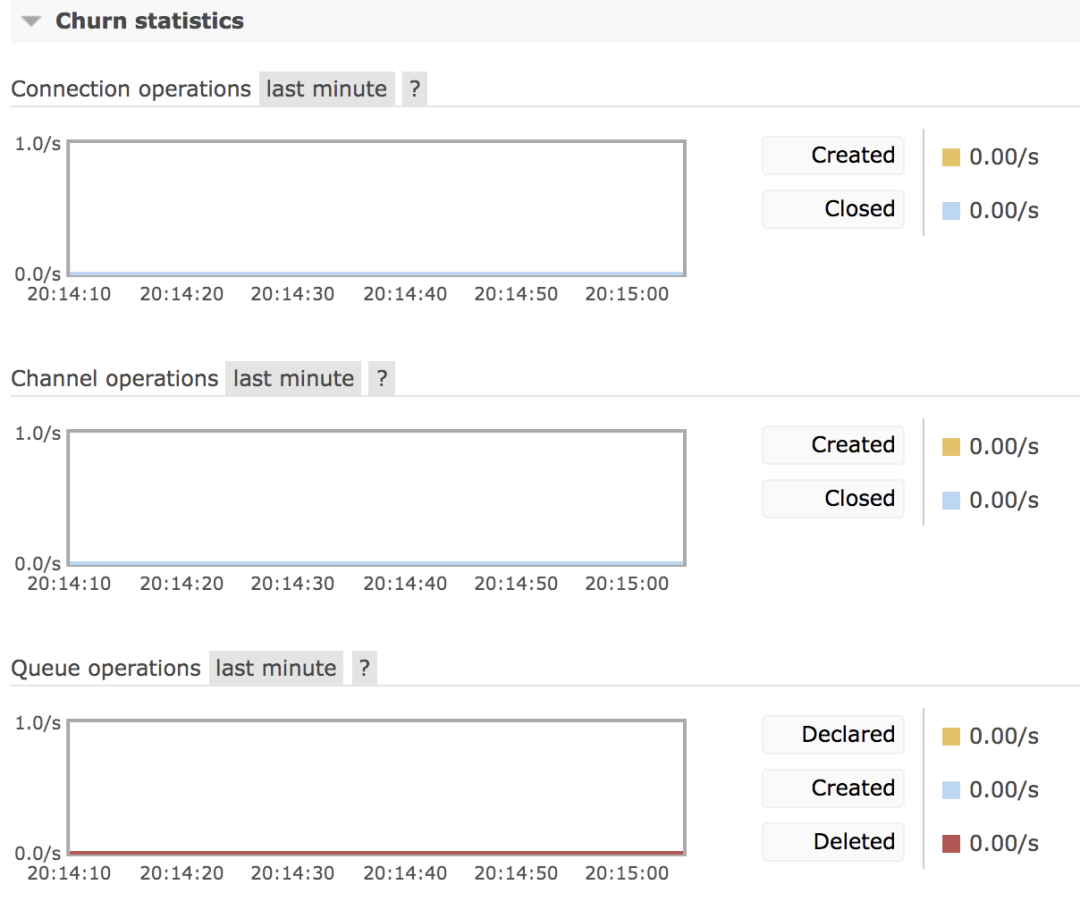 Churn statistics
Connection operations last minute ?
1.0/s
Created 0.00/s
Closed 0.00/s
0.0/s
20:14:10 20:14:20 20:14:30 20:14:40 20:14:50 20:15:00
Channel operations last minute ?
1.0/s
Created 0.00/s
Closed 0.00/s
0.0/s
20:14:10 20:14:20 20:14:30 20:14:40 20:14:50 20:15:00
Queue operations last minute ?
1.0/s
Declared 0.00/s
Created 0.00/s
Deleted 0.00/s
0.0/s
20:14:10 20:14:20 20:14:30 20:14:40 20:14:50 20:15:00